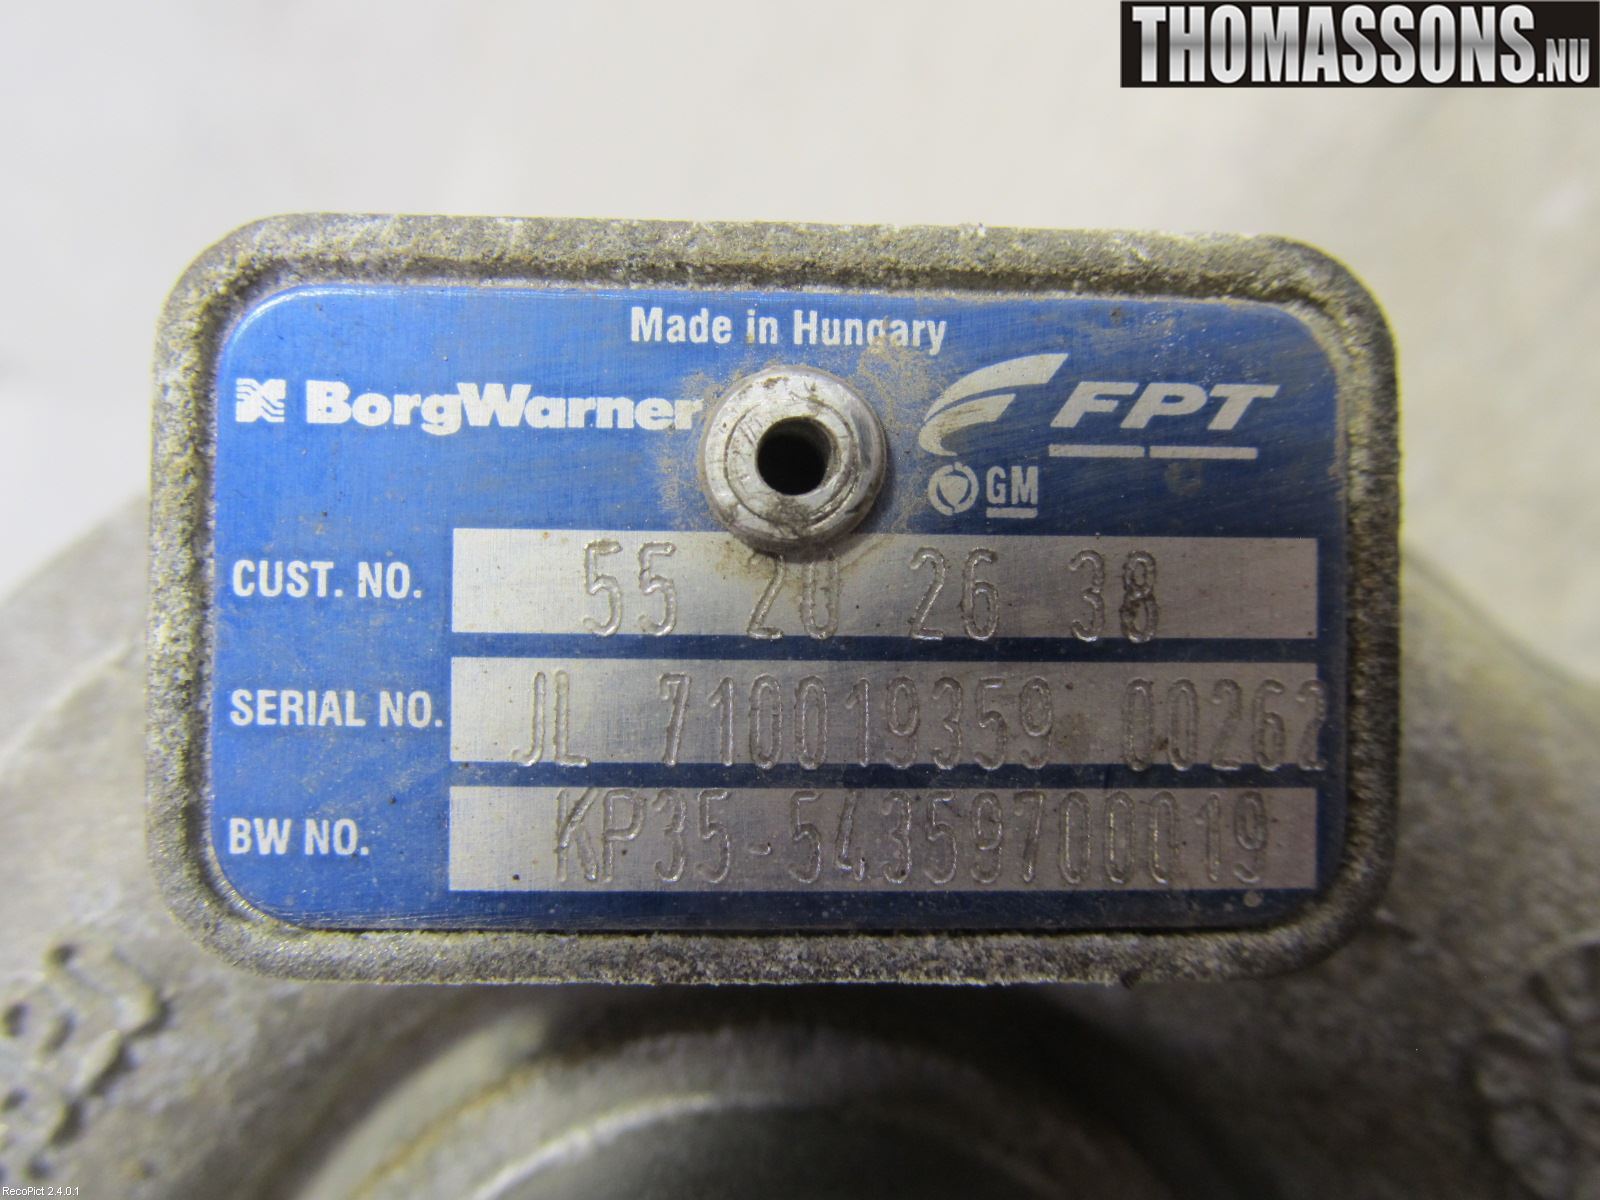 THOMASSONS.NU
Made in Hungary
BorgWarner
FPT
GM
CUST. NO. 55 20 26 38
SERIAL NO. JL 710019359 00262
BW NO. KP35-54359700019
RecoPict 2.4.0.1